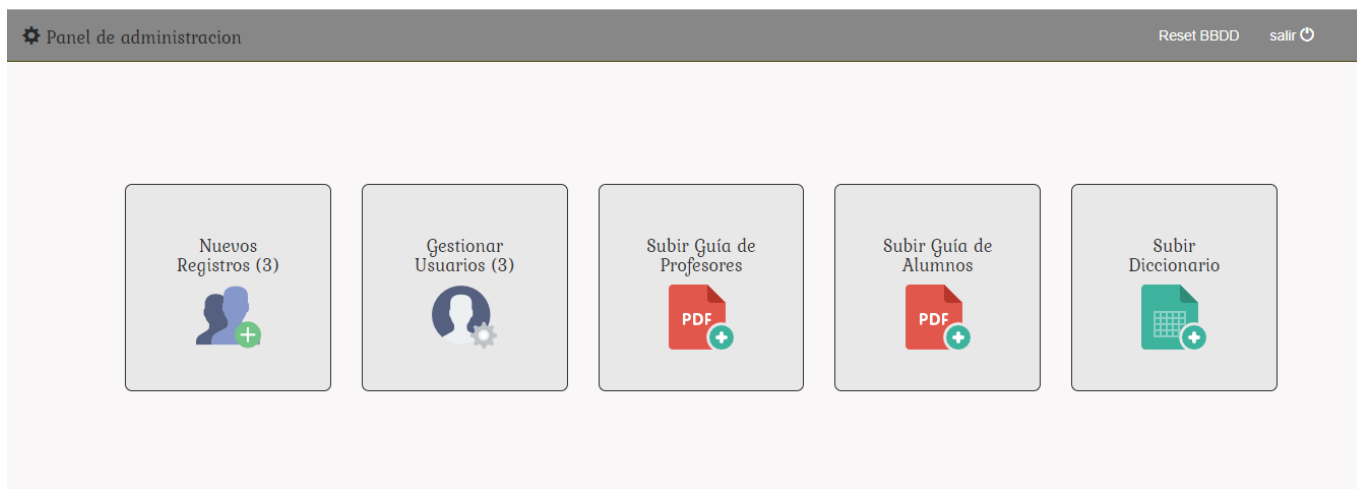 Panel de administracion
Reset BBDD
salir
Nuevos
Registros (3)
Gestionar
Usuarios (3)
Subir Guía de
Profesores
PDF
Subir Guía de
Alumnos
PDF
Subir
Diccionario